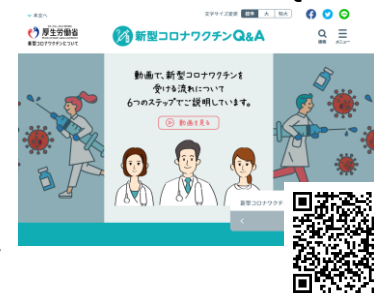 本文へ
文字サイズ変更 標準 大 特大
厚生労働省
新型コロナワクチンについて
新型コロナワクチンQ&A
検索 メニュー
動画で、新型コロナワクチンを
受ける流れについて
6つのステップでご説明しています。
動画を見る
新型コロナワクチ